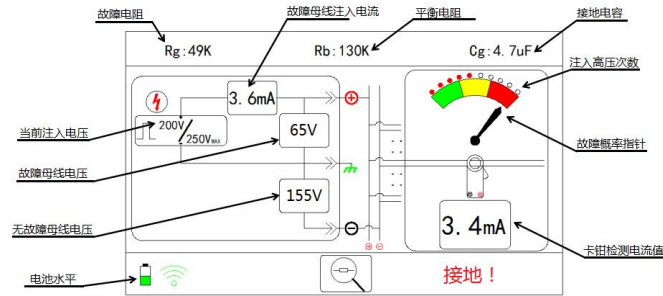 故障电阻
故障母线注入电流
平衡电阻
接地电容
Rg:49K
Rb:130K
Cg:4.7uF
注入高压次数
3.6mA
200V
250VMAX
当前注入电压
65V
故障概率指针
故障母线电压
155V
无故障母线电压
3.4mA
卡钳检测电流值
电池水平
接地！